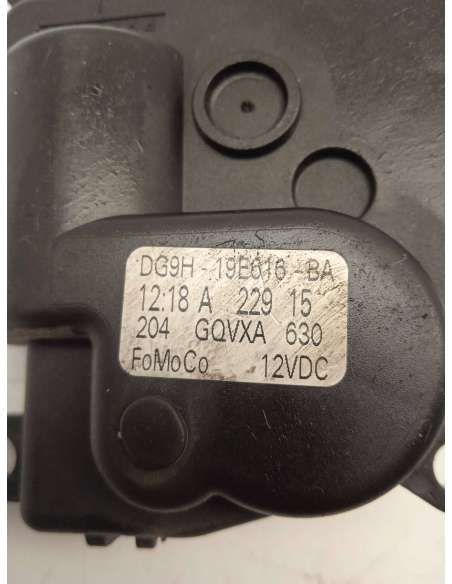 DG9H - 19E616 - BA
12:18 A 229 15
204 GQVXA 630
FoMoCo 12VDC